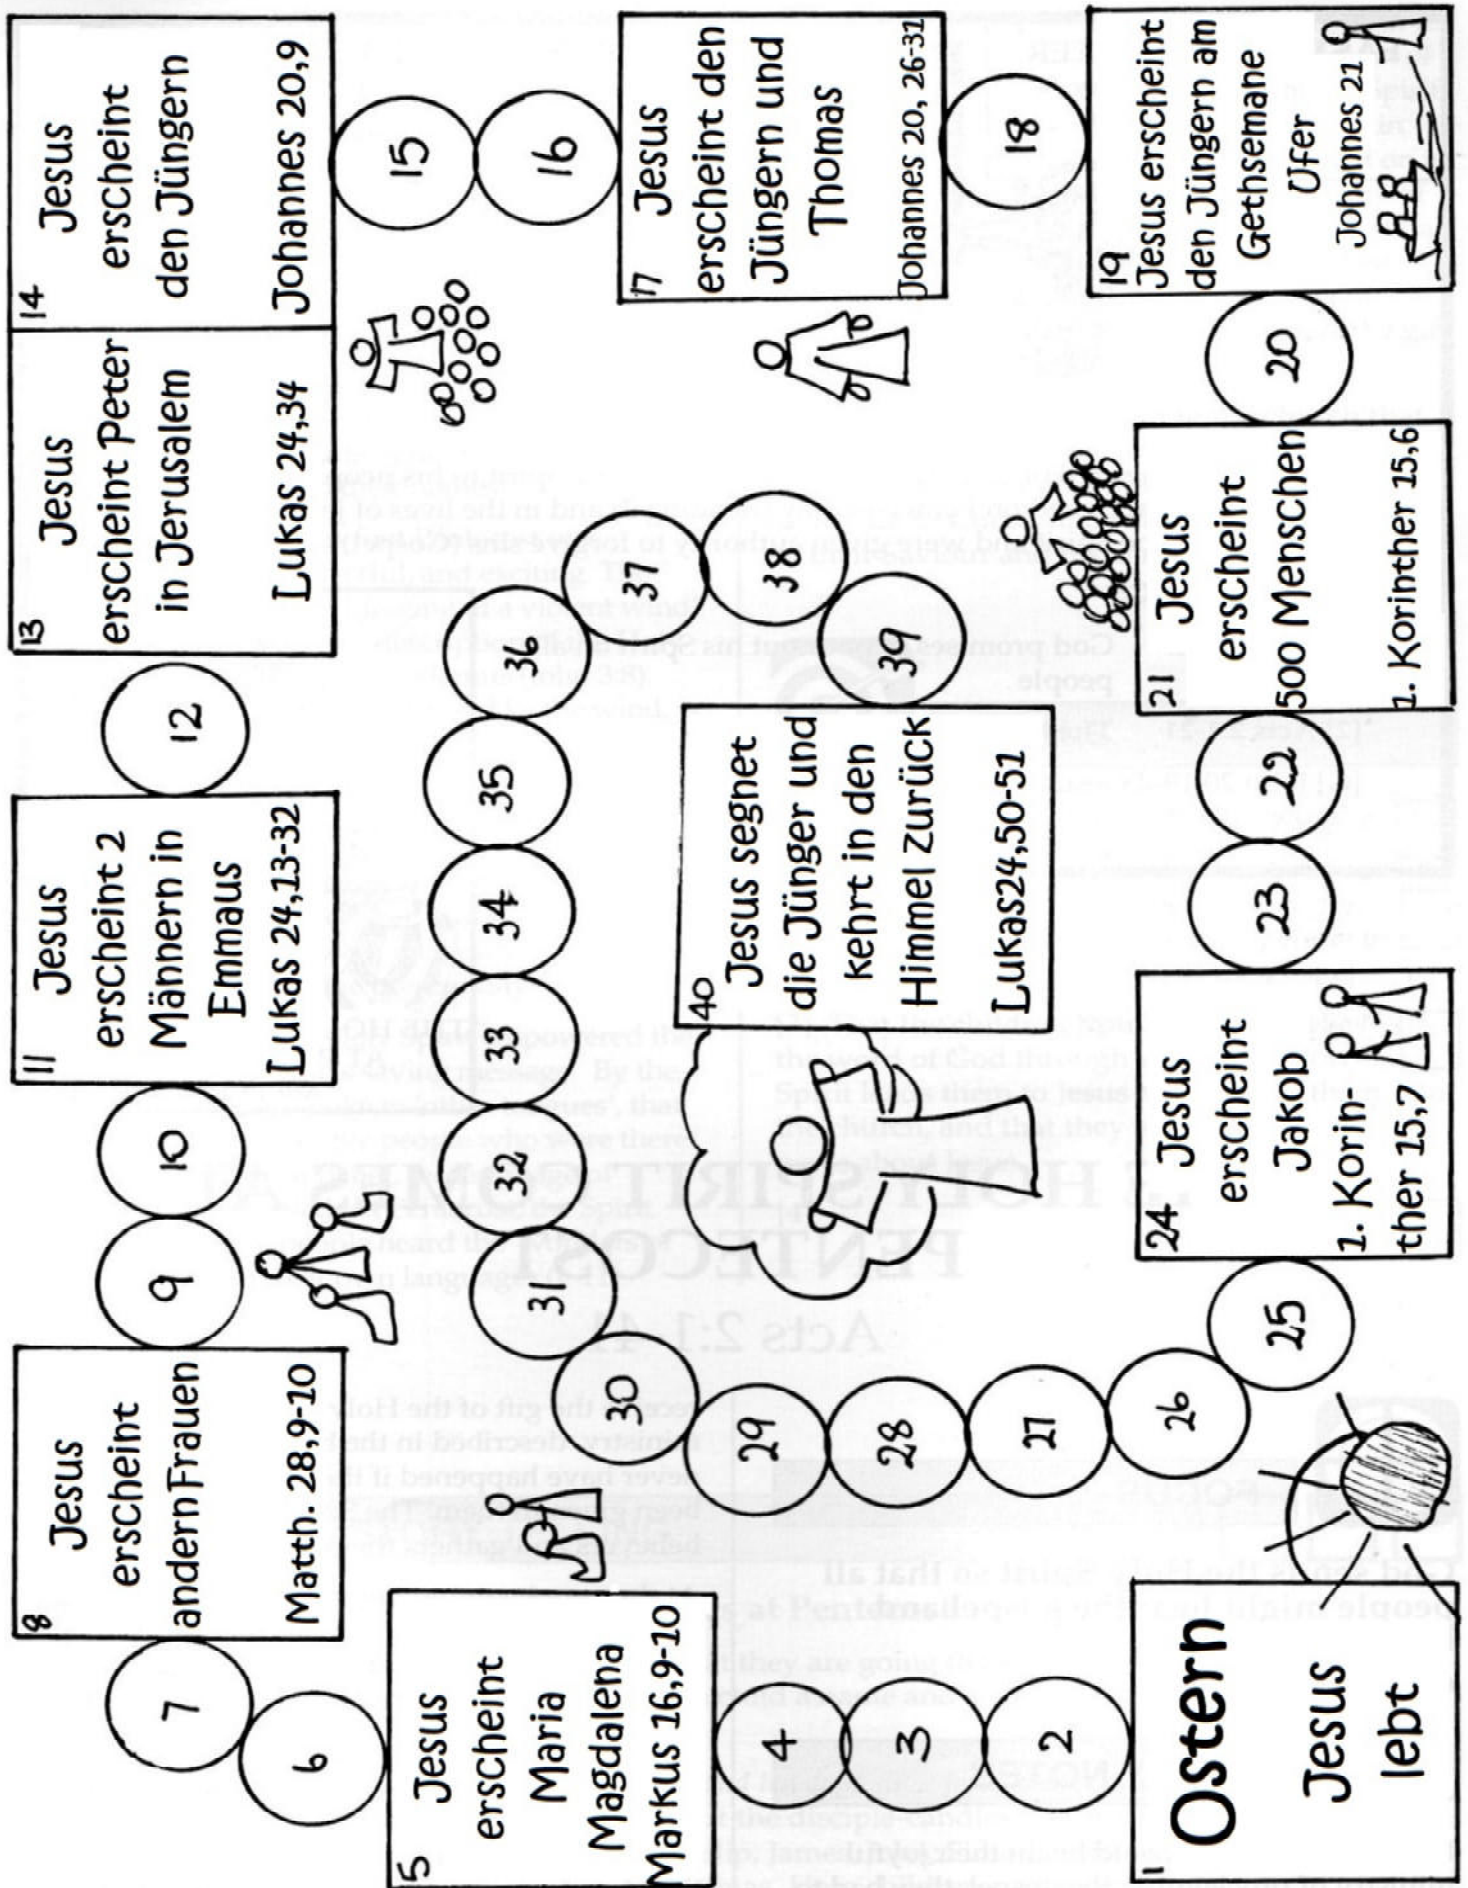 1
Ostern
Jesus
lebt
2
3
4
5
Jesus
erscheint
Maria
Magdalena
Markus 16,9-10
6
7
8
Jesus
erscheint
andern Frauen
Matth. 28,9-10
9
10
11
Jesus
erscheint 2
Männern in
Emmaus
Lukas 24,13-32
12
13
Jesus
erscheint Peter
in Jerusalem
Lukas 24,34
14
Jesus
erscheint
den Jüngern
Johannes 20,9
15
16
17
Jesus
erscheint den
Jüngern und
Thomas
Johannes 20, 26-31
18
19
Jesus erscheint
den Jüngern am
Gethsemane
Ufer
Johannes 21
20
21
Jesus
erscheint
500 Menschen
1. Korinther 15,6
22
23
24
Jesus
erscheint
Jakob
1. Korin-
ther 15,7
25
26
27
28
29
30
31
32
33
34
35
36
37
38
39
40
Jesus segnet
die Jünger und
kehrt in den
Himmel zurück
Lukas24,50-51